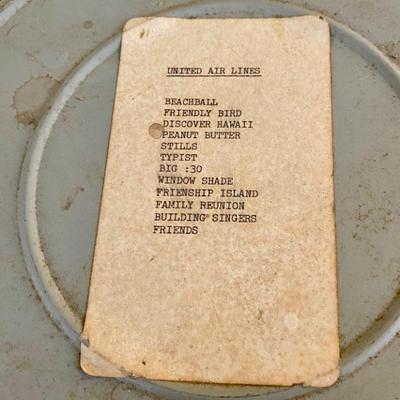 UNITED AIR LINES
BEACHBALL
FRIENDLY BIRD
DISCOVER HAWAII
PEANUT BUTTER
STILLS
TYPIST
BIG :30
WINDOW SHADE
FRIENSHIP ISLAND
FAMILY REUNION
BUILDING SINGERS
FRIENDS